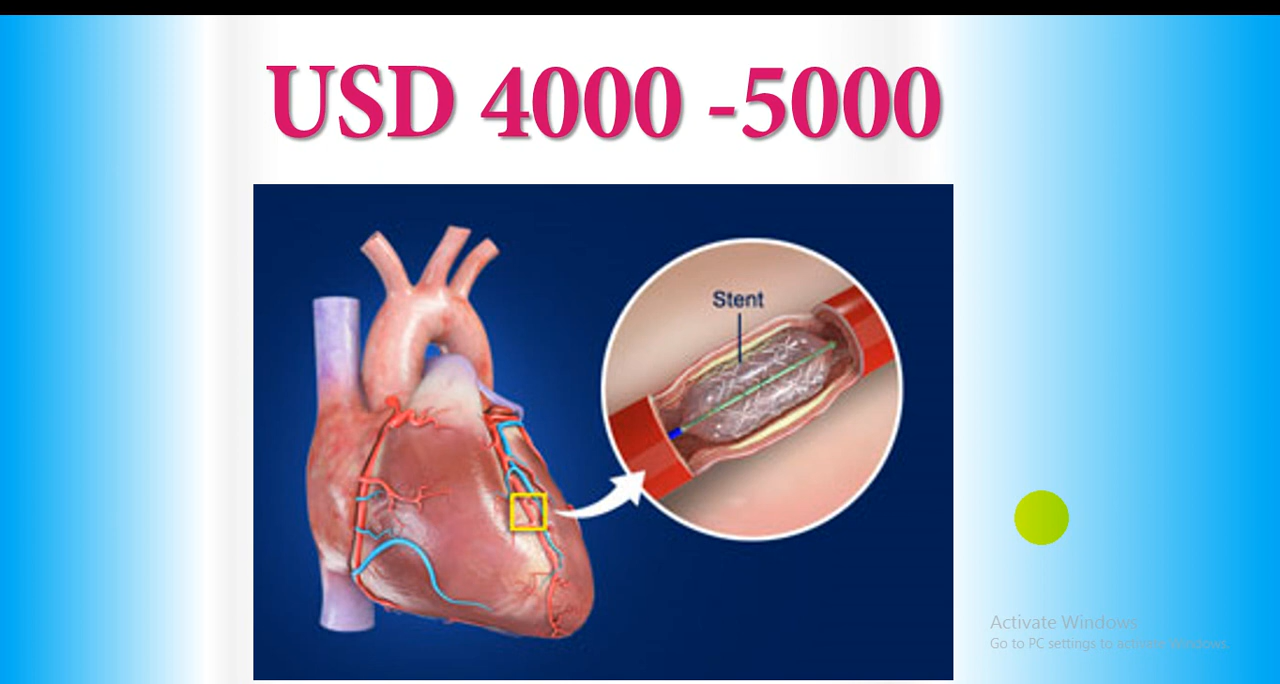 USD 4000 -5000
Stent
Activate Windows
Go to PC settings to activate Windows.